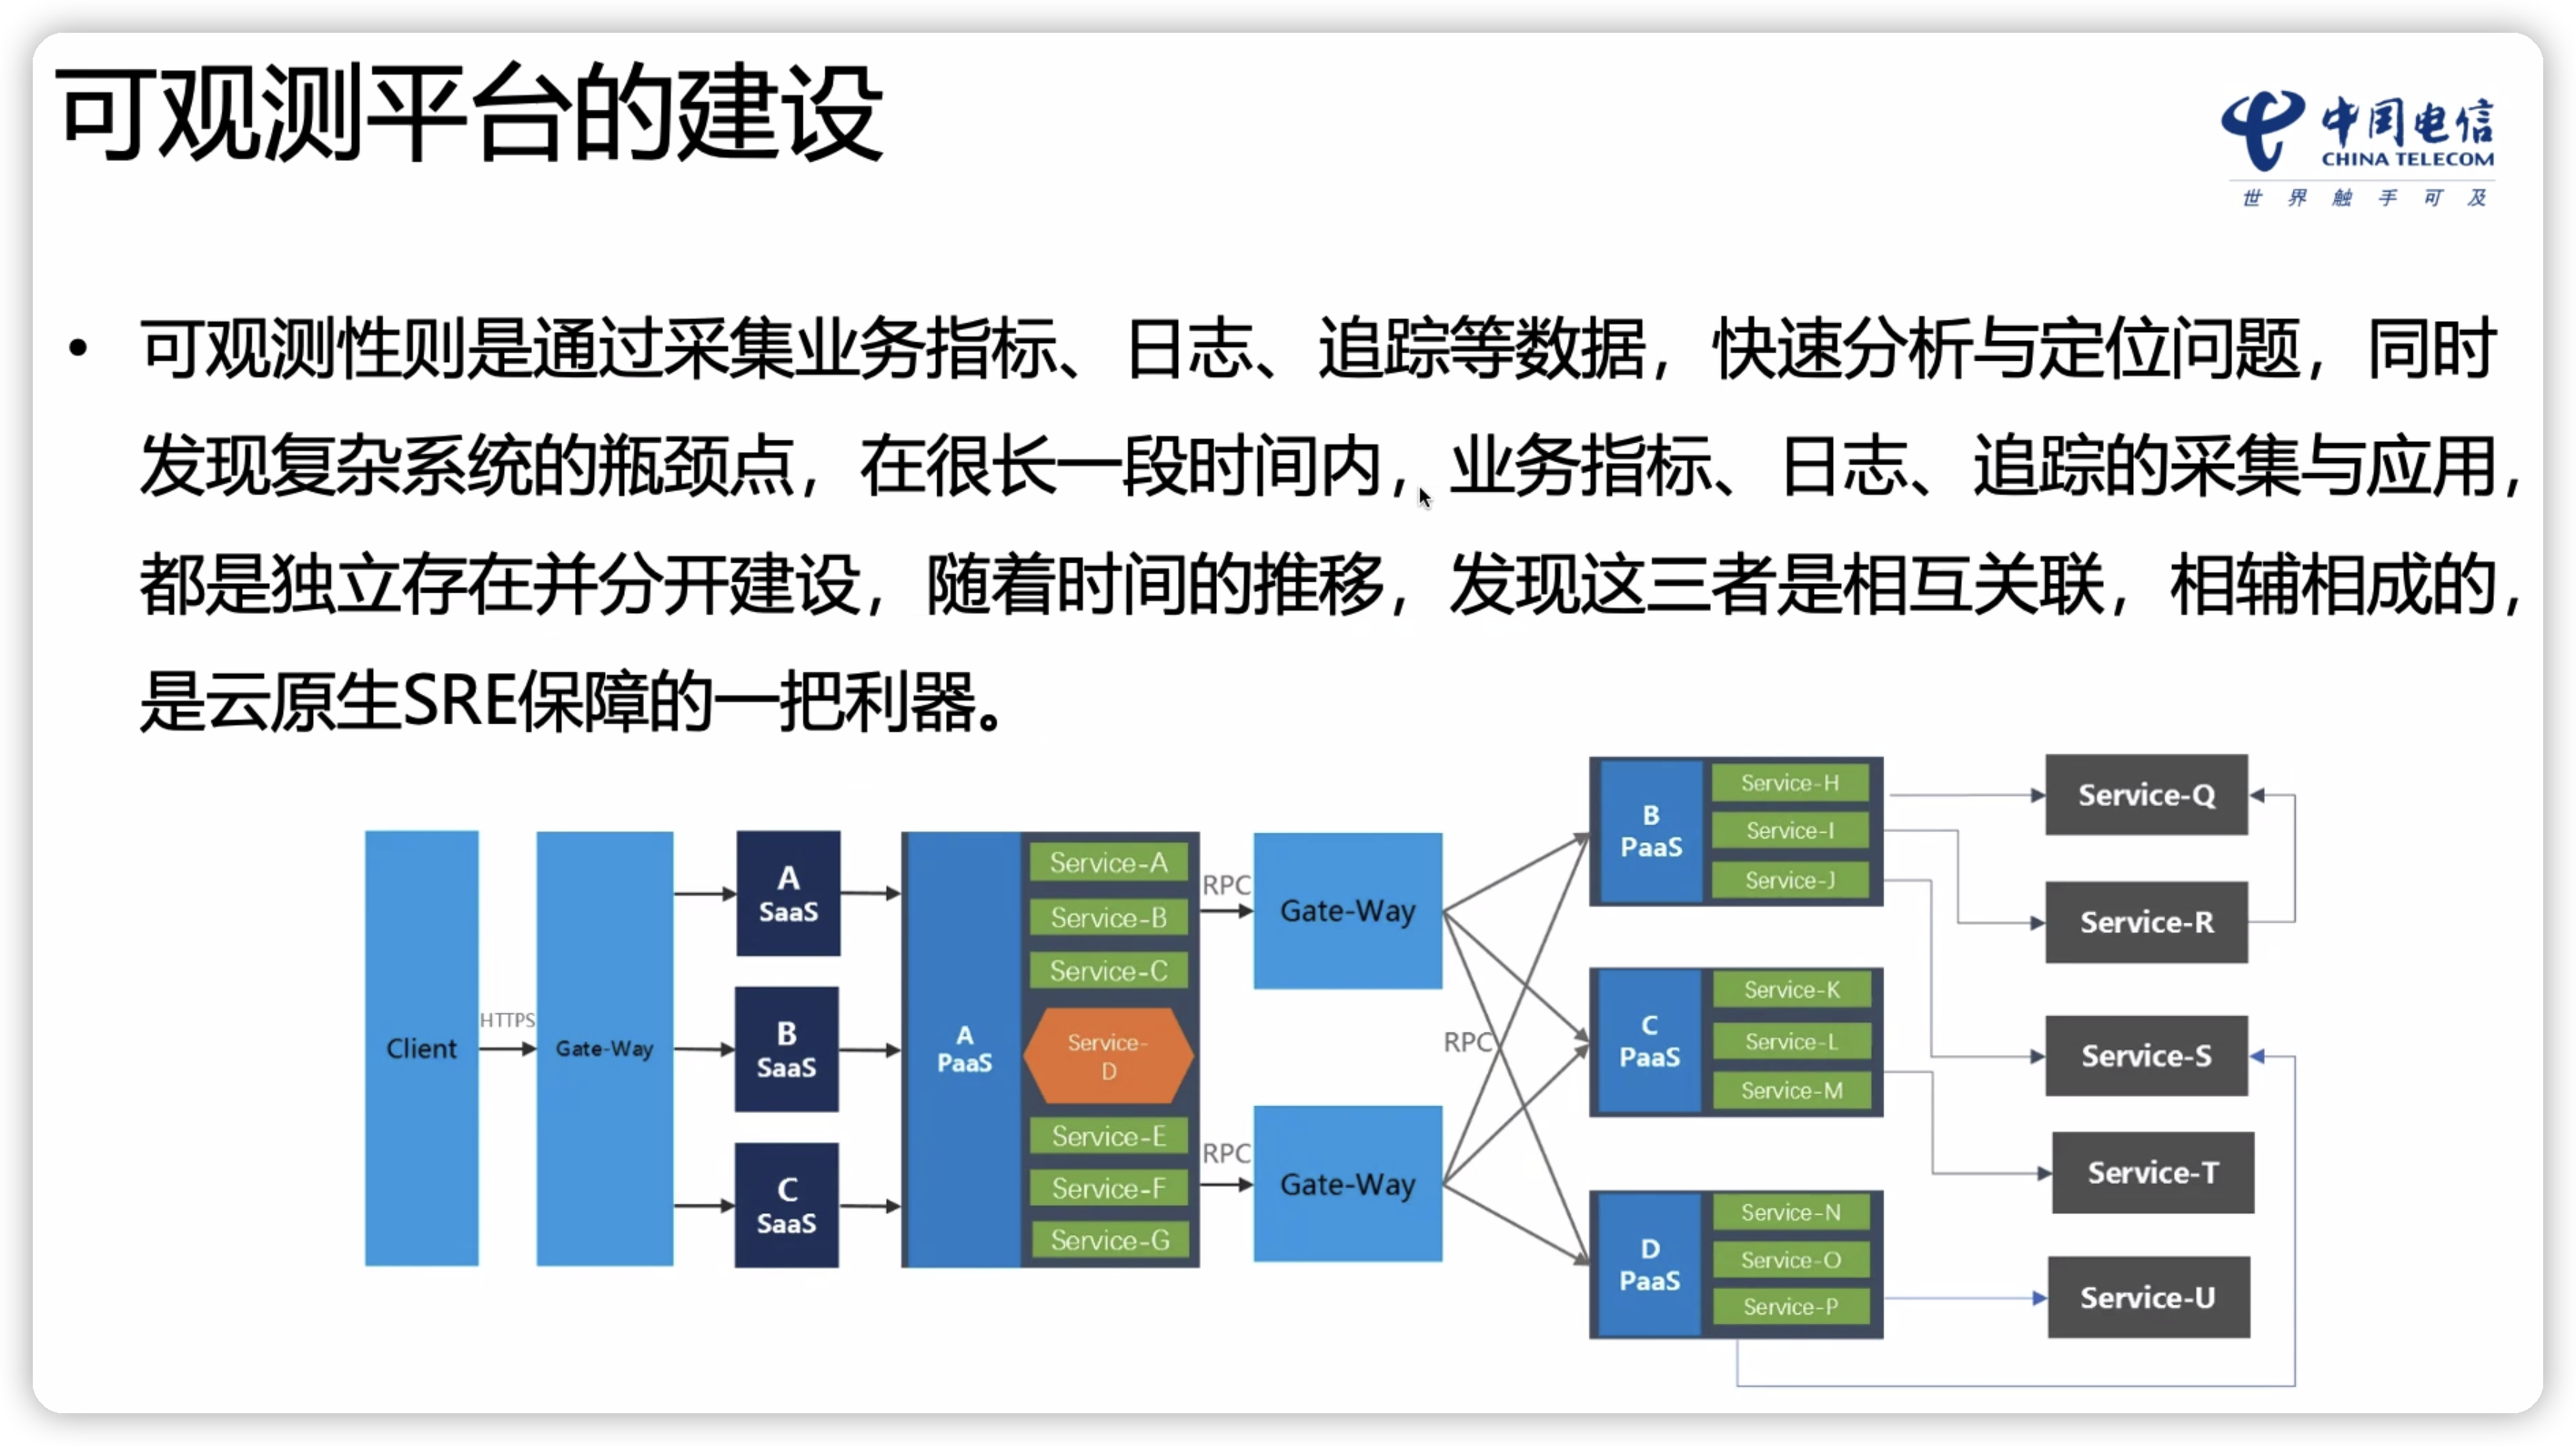 可观测平台的建设
中国电信
CHINA TELECOM
世界触手可及
• 可观测性则是通过采集业务指标、日志、追踪等数据，快速分析与定位问题，同时
发现复杂系统的瓶颈点，在很长一段时间内，业务指标、日志、追踪的采集与应用，
都是独立存在并分开建设，随着时间的推移，发现这三者是相互关联，相辅相成的，
是云原生SRE保障的一把利器。
Client
HTTPS
Gate-Way
A
SaaS
B
SaaS
C
SaaS
A
PaaS
Service-A
Service-B
Service-C
Service-
D
Service-E
Service-F
Service-G
RPC
Gate-Way
RPC
Gate-Way
RPC
B
PaaS
Service-H
Service-I
Service-J
C
PaaS
Service-K
Service-L
Service-M
D
PaaS
Service-N
Service-O
Service-P
Service-Q
Service-R
Service-S
Service-T
Service-U